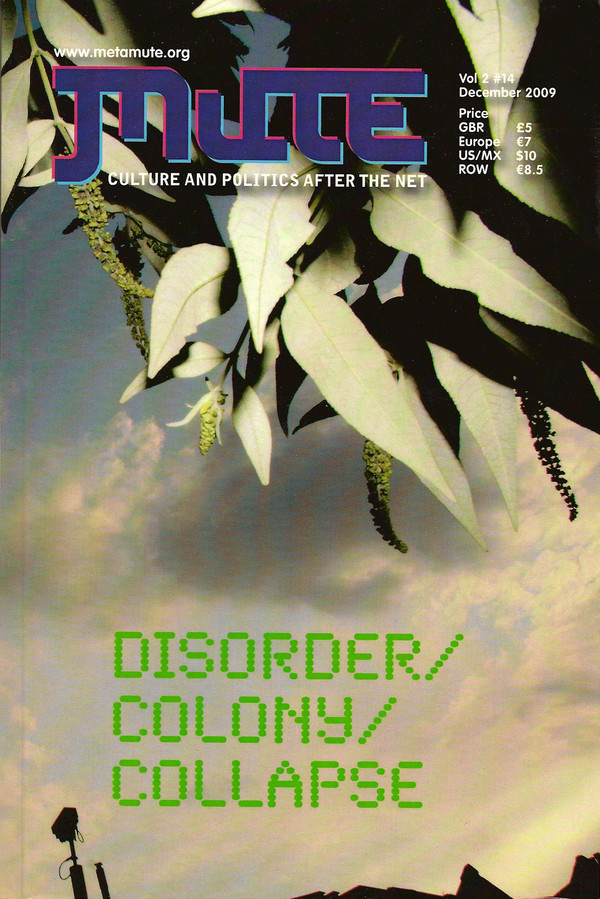 www.metamute.org
MUTE
CULTURE AND POLITICS AFTER THE NET
Vol 2 #14
December 2009
Price
GBR £5
Europe €7
US/MX $10
ROW €8.5
DISORDER/
COLONY/
COLLAPSE